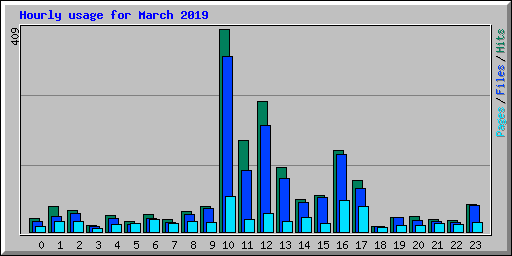 Hourly usage for March 2019
409
Pages/Files/Hits
0 1 2 3 4 5 6 7 8 9 10 11 12 13 14 15 16 17 18 19 20 21 22 23